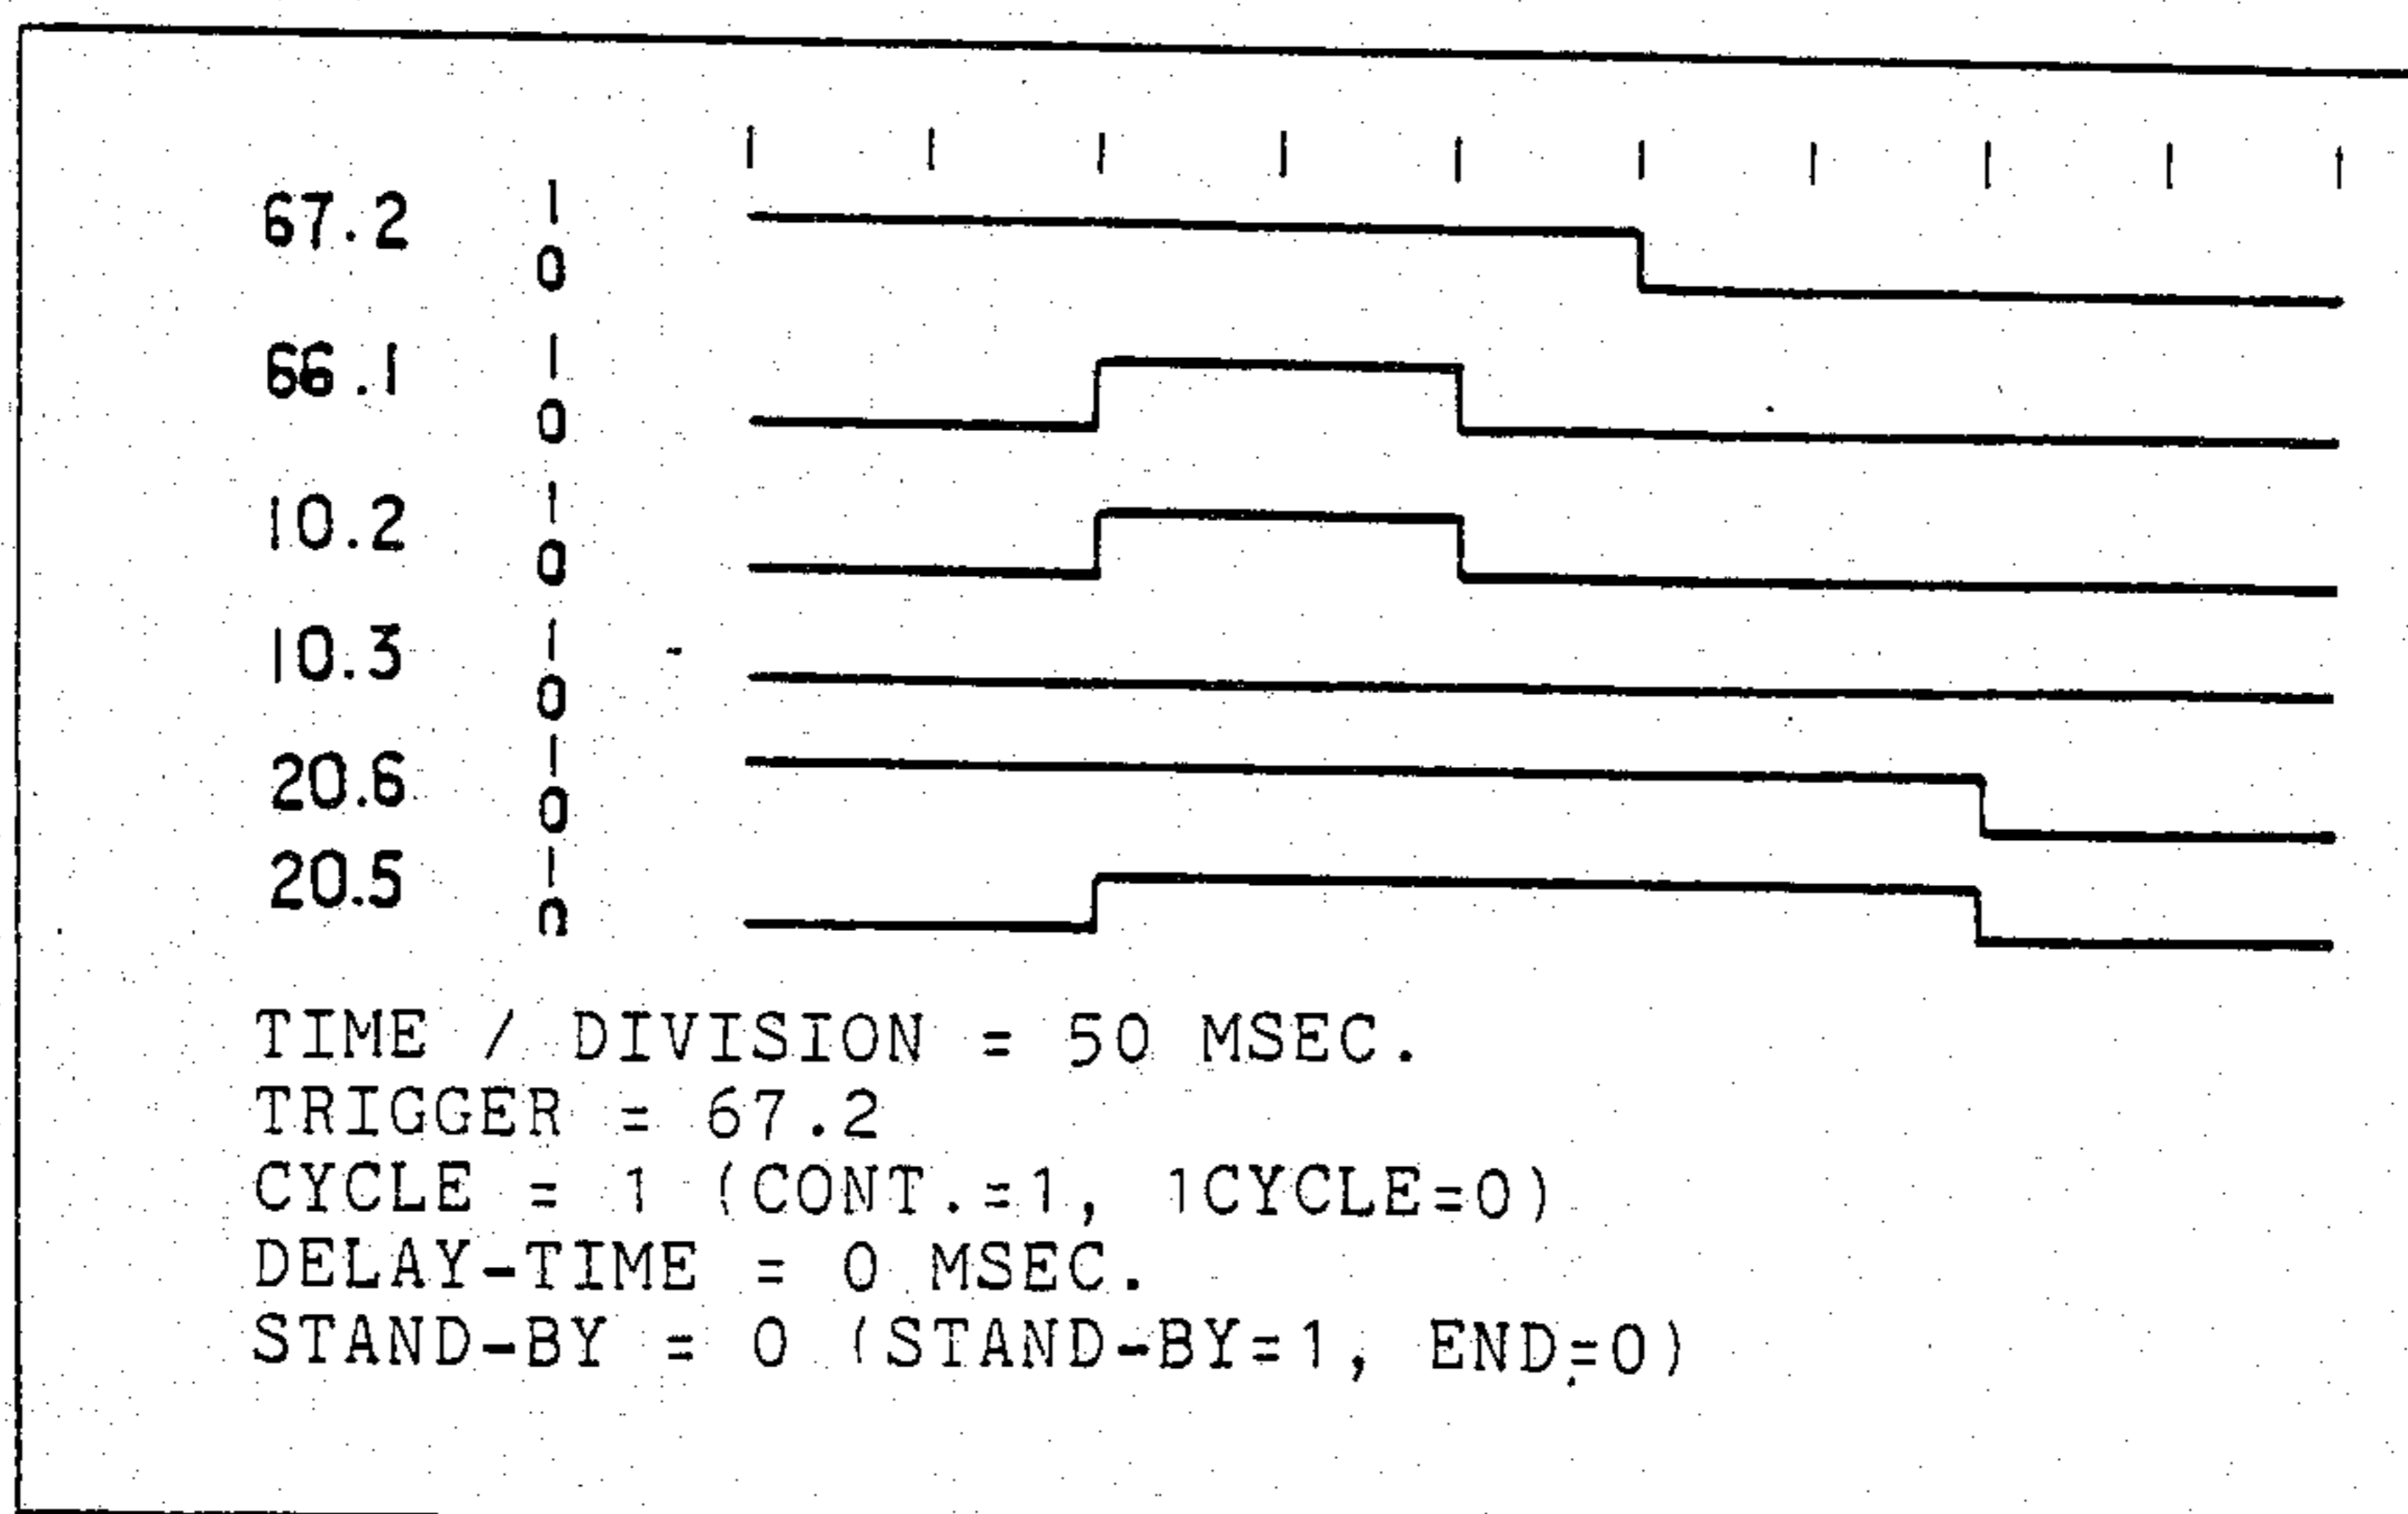 67.2 1
0
66.1 1
0
10.2 1
0
10.3 1
0
20.6 1
0
20.5 1
0
TIME / DIVISION = 50 MSEC.
TRIGGER = 67.2
CYCLE = 1 (CONT.=1, 1CYCLE=0)
DELAY-TIME = 0 MSEC.
STAND-BY = 0 (STAND-BY=1, END=0)